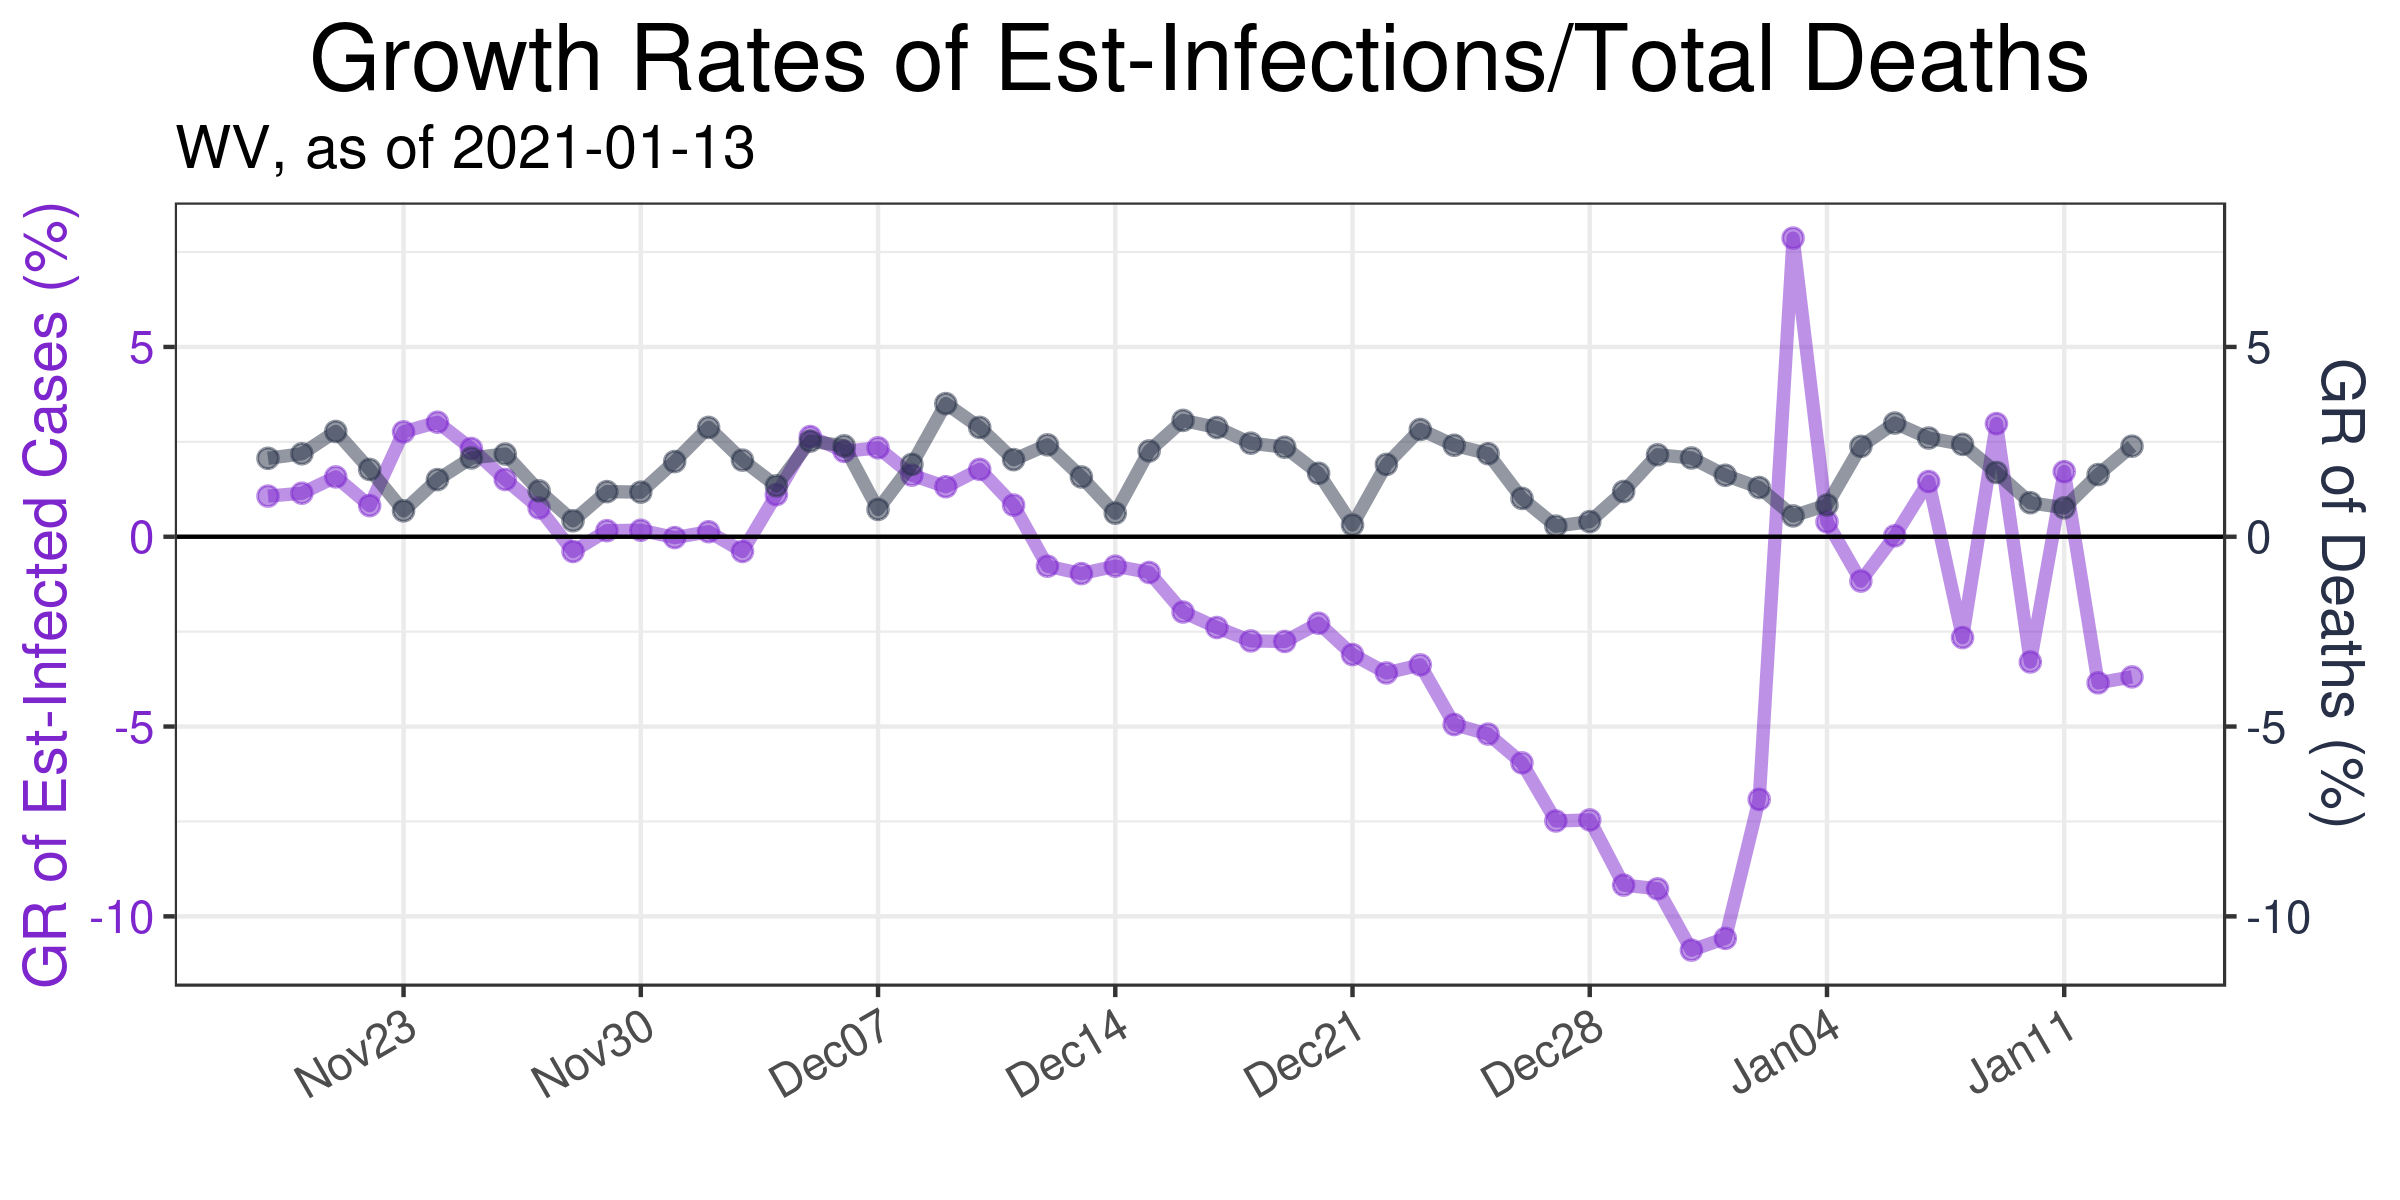 Growth Rates of Est-Infections/Total Deaths
WV, as of 2021-01-13
GR of Est-Infected Cases (%)
5
0
-5
-10
5
0
-5
-10
GR of Deaths (%)
Nov23
Nov30
Dec07
Dec14
Dec21
Dec28
Jan04
Jan11